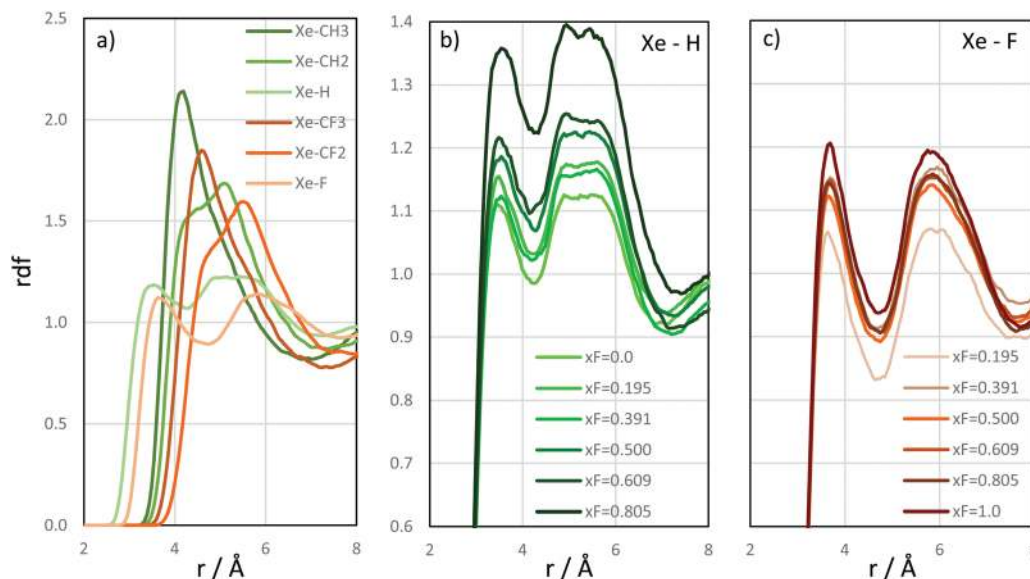 a)
rdf
2.5
2.0
1.5
1.0
0.5
0.0
Xe-CH3
Xe-CH2
Xe-H
Xe-CF3
Xe-CF2
Xe-F
2 4 6 8
r / Å
b)
Xe - H
1.4
1.3
1.2
1.1
1.0
0.9
0.8
0.7
0.6
xF=0.0
xF=0.195
xF=0.391
xF=0.500
xF=0.609
xF=0.805
2 4 6 8
r / Å
c)
Xe - F
xF=0.195
xF=0.391
xF=0.500
xF=0.609
xF=0.805
xF=1.0
2 4 6
r / Å